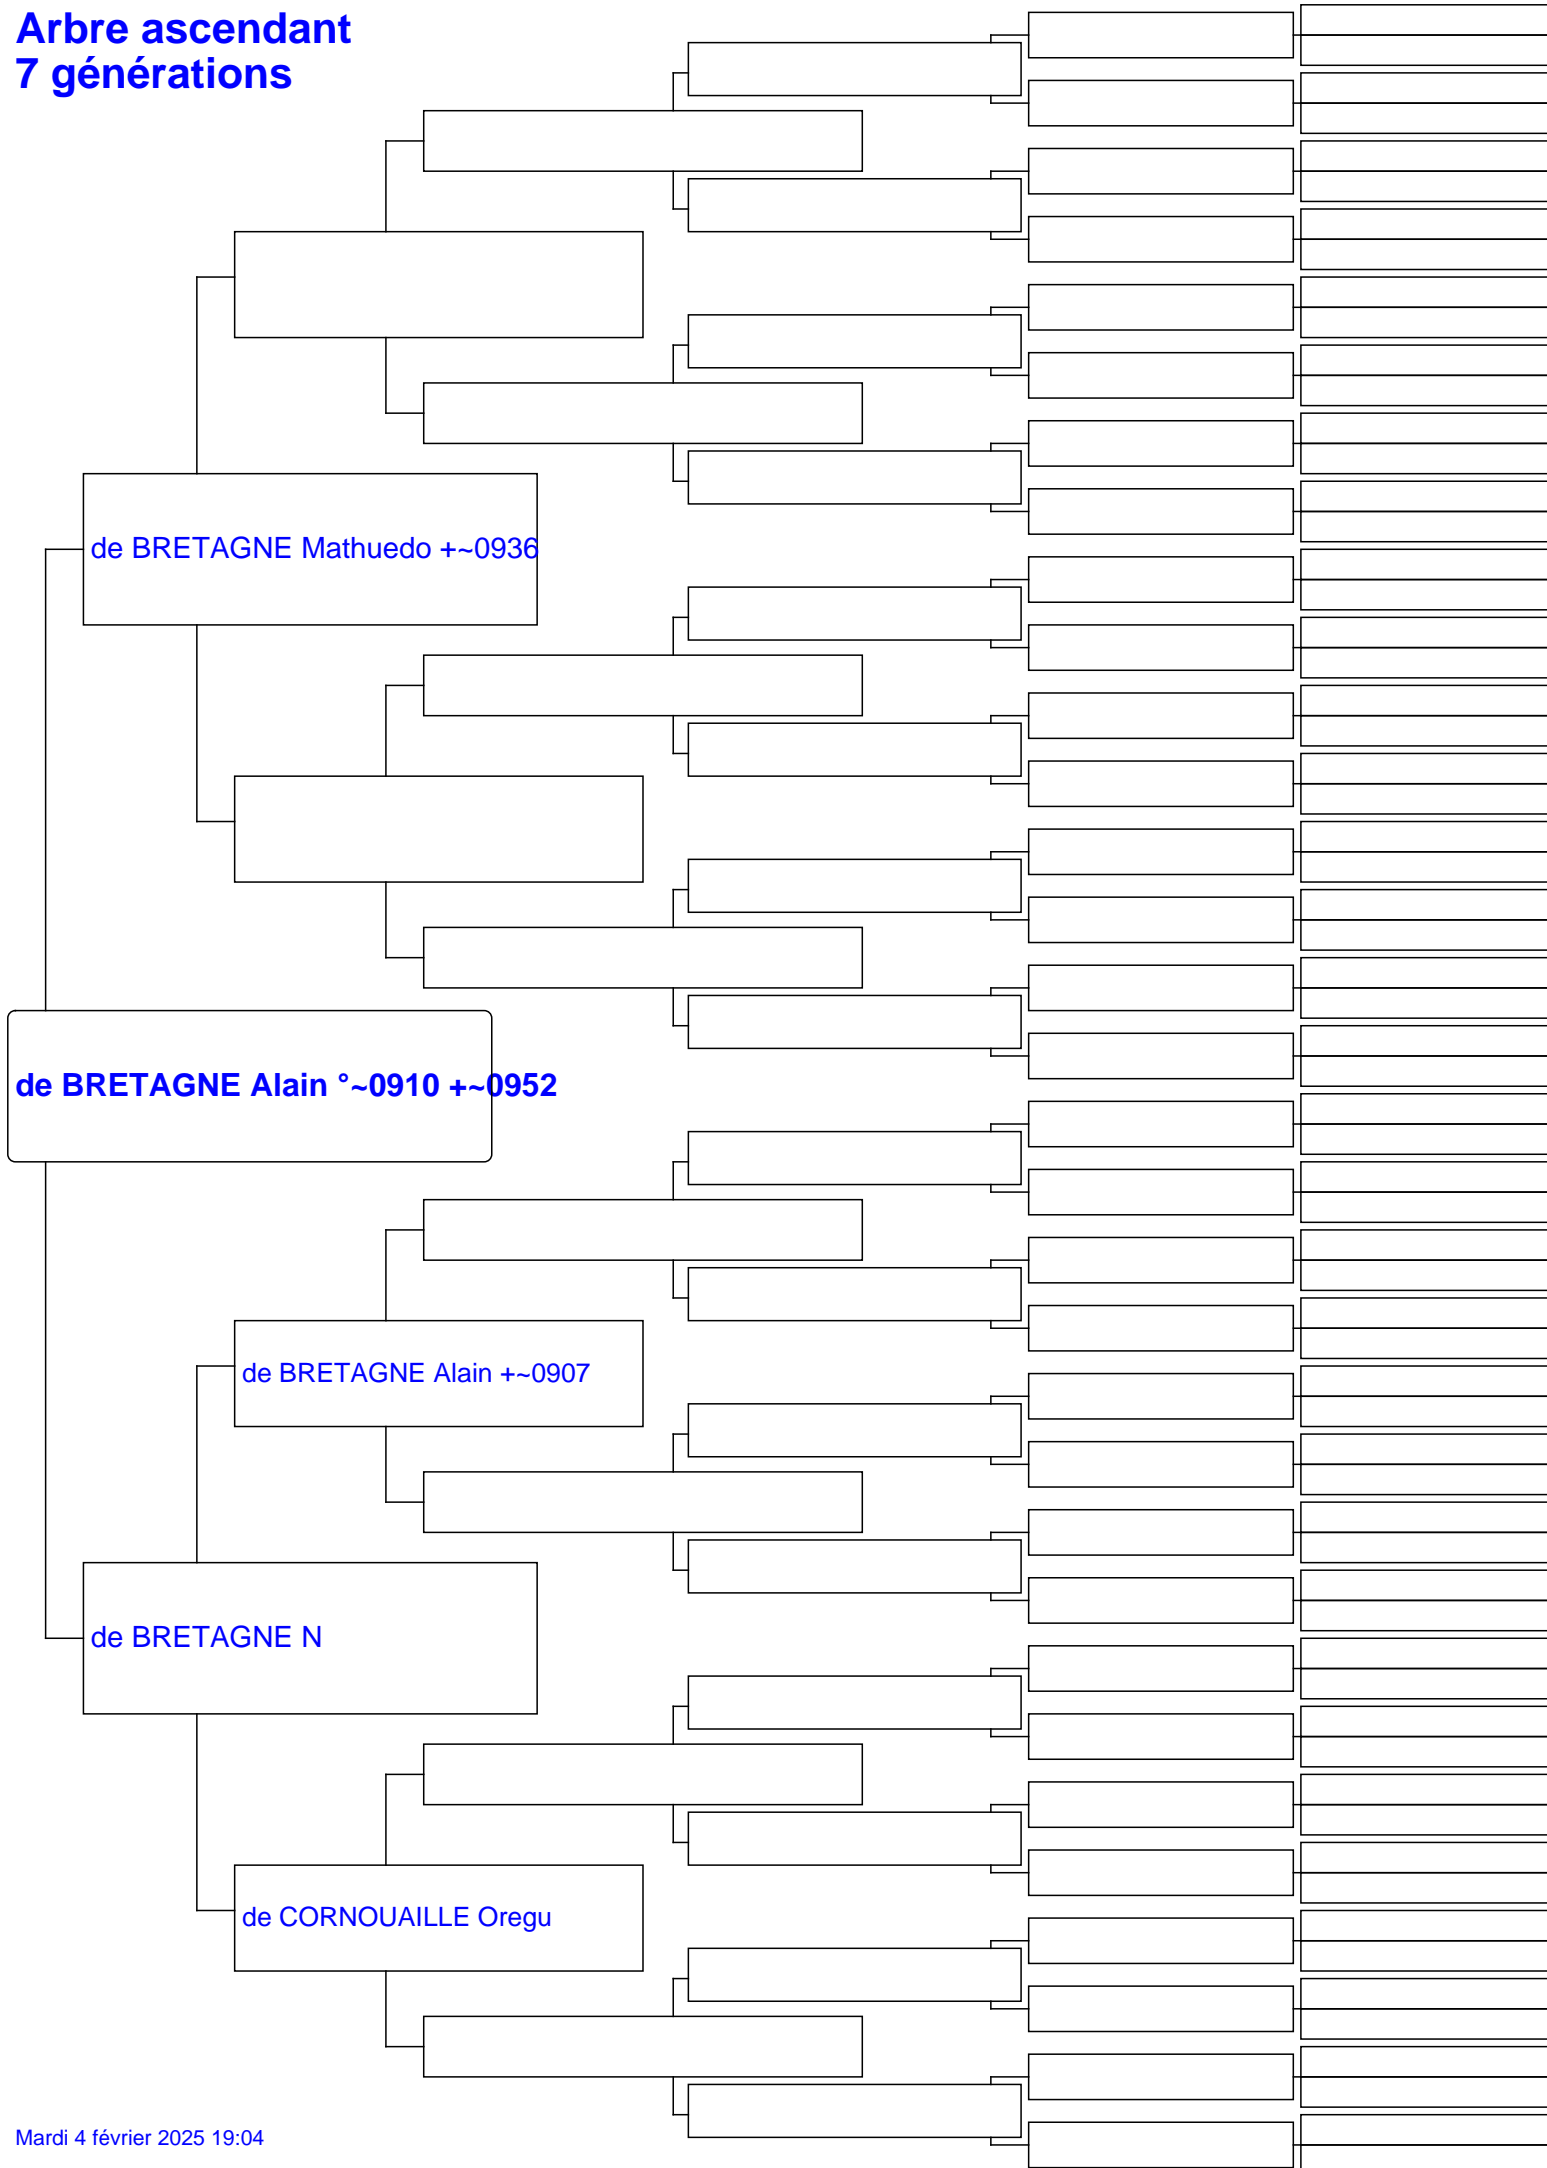 Arbre ascendant
7 générations
de BRETAGNE Mathuedo +~0936
de BRETAGNE Alain °~0910 +~0952
de BRETAGNE Alain +~0907
de BRETAGNE N
de CORNOUAILLE Oregu
Mardi 4 février 2025 19:04